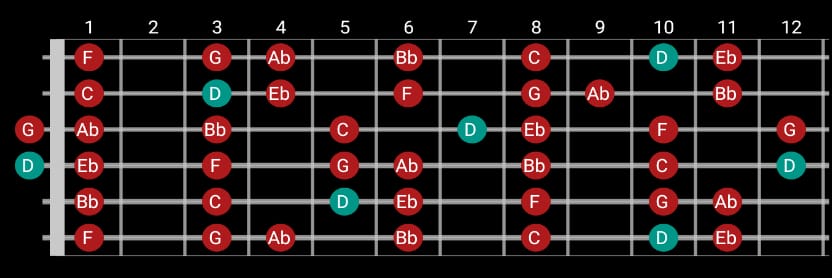 1 2 3 4 5 6 7 8 9 10 11 12
F G Ab Bb C D Eb
C D Eb F G Ab Bb
G Ab Bb C D Eb F G
D Eb F G Ab Bb C D
Bb C D Eb F G Ab
F G Ab Bb C D Eb